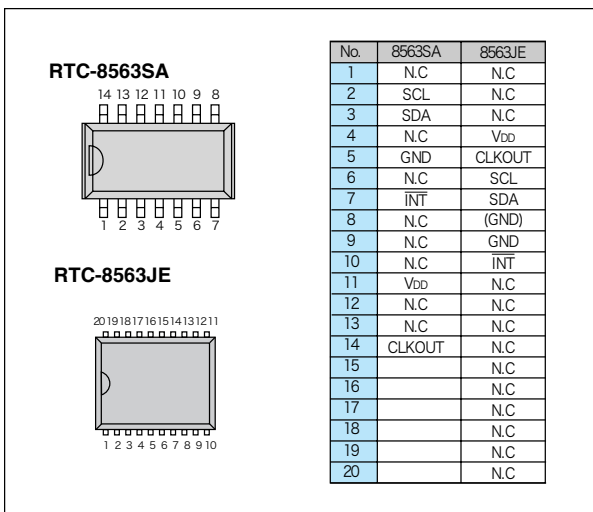 RTC-8563SA
14 13 12 11 10 9 8
1 2 3 4 5 6 7
RTC-8563JE
20 19 18 17 16 15 14 13 12 11
1 2 3 4 5 6 7 8 9 10
No. 8563SA 8563JE
1 N.C N.C
2 SCL N.C
3 SDA N.C
4 N.C VDD
5 GND CLKOUT
6 N.C SCL
7 INT SDA
8 N.C (GND)
9 N.C GND
10 N.C INT
11 VDD N.C
12 N.C N.C
13 N.C N.C
14 CLKOUT N.C
15 N.C
16 N.C
17 N.C
18 N.C
19 N.C
20 N.C